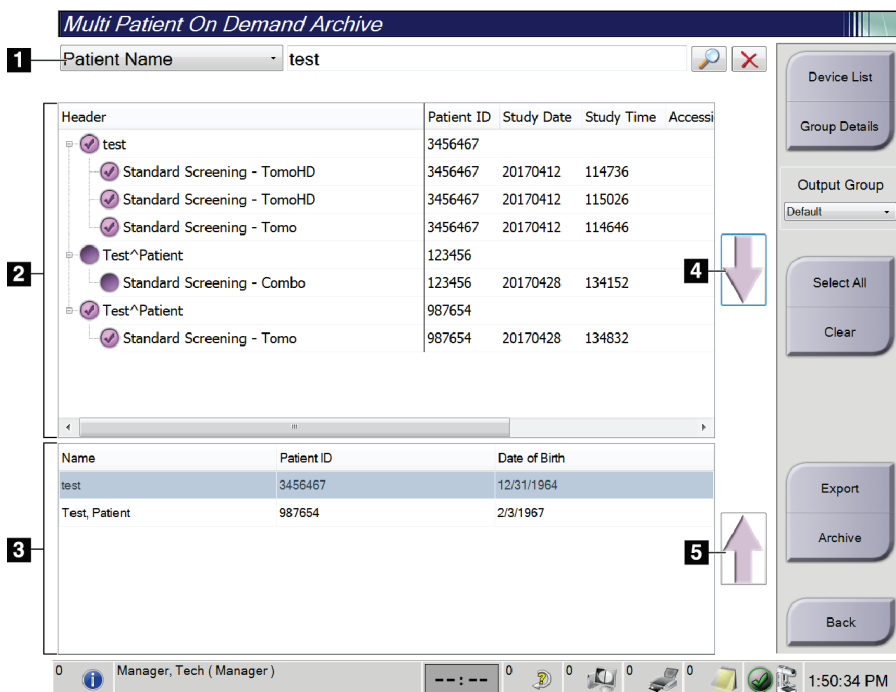 Multi Patient On Demand Archive
1 Patient Name test
Device List
Group Details
Output Group
Default
Header Patient ID Study Date Study Time Accessi
test 3456467
Standard Screening - TomoHD 3456467 20170412 114736
Standard Screening - TomoHD 3456467 20170412 115026
Standard Screening - Tomo 3456467 20170412 114646
Test^Patient 123456
2 Standard Screening - Combo 123456 20170428 134152
Test^Patient 987654
Standard Screening - Tomo 987654 20170428 134832
4
Select All
Clear
Name Patient ID Date of Birth
test 3456467 12/31/1964
Test, Patient 987654 2/3/1967
3
5
Export
Archive
Back
0 Manager, Tech ( Manager ) --:-- 0 0 0 0 1:50:34 PM